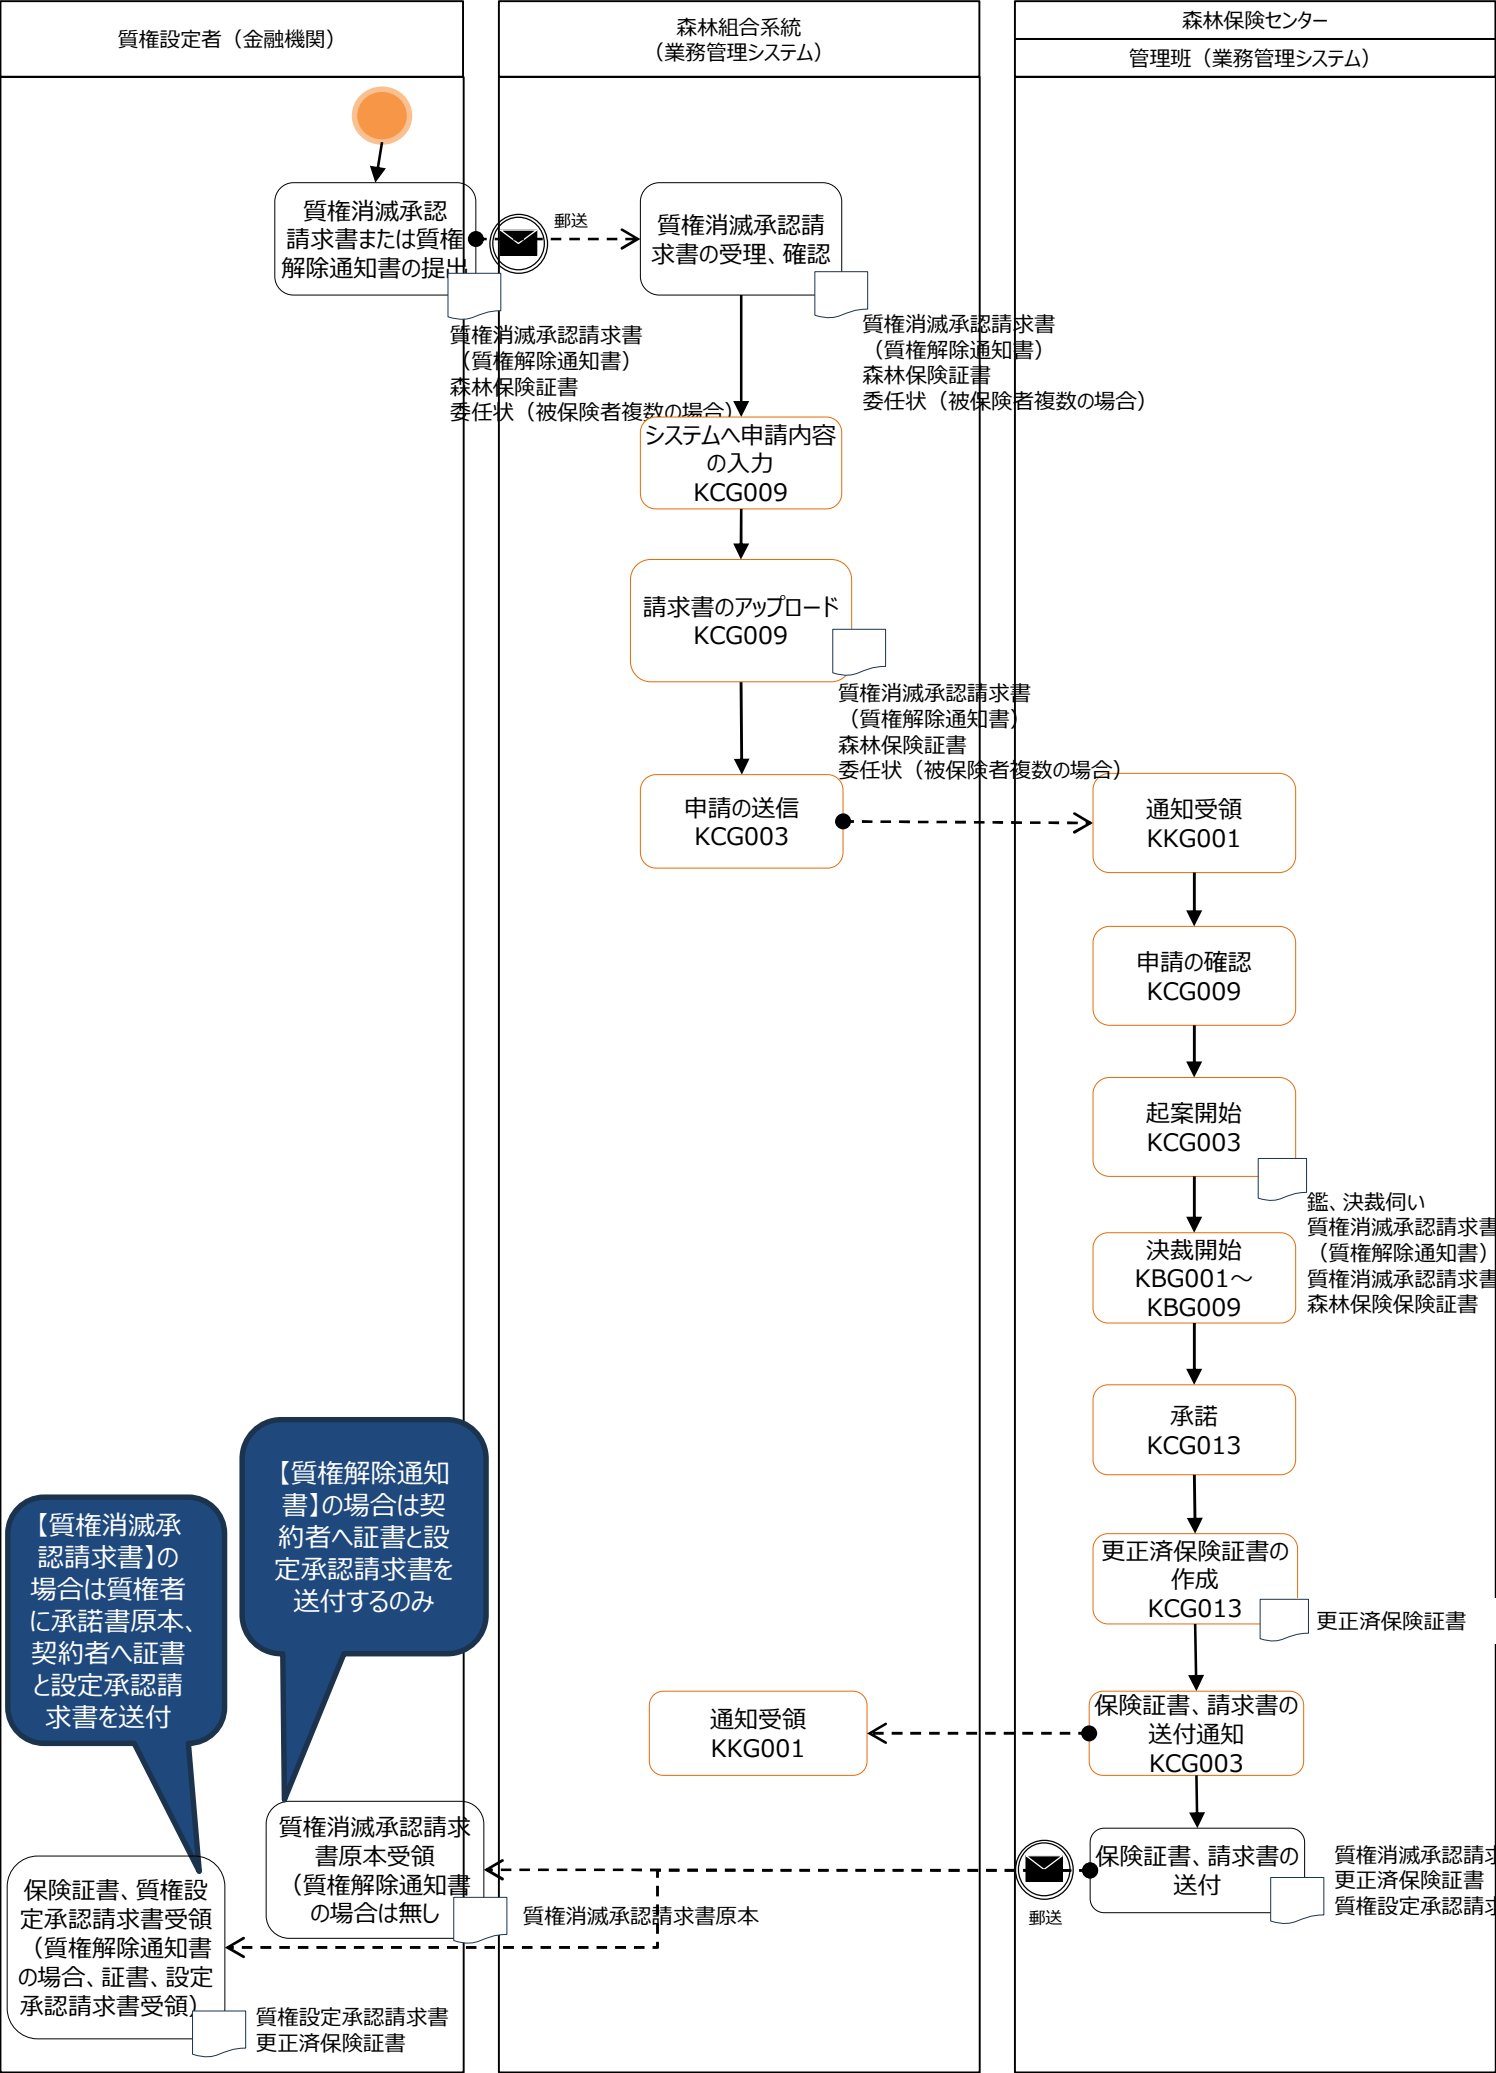 質権設定者（金融機関）
森林組合系統
（業務管理システム）
森林保険センター
管理班（業務管理システム）
質権消滅承認
請求書または質権
解除通知書の提出
郵送
質権消滅承認請
求書の受理、確認
質権消滅承認請求書
（質権解除通知書）
森林保険証書
委任状（被保険者複数の場合）
質権消滅承認請求書
（質権解除通知書）
森林保険証書
委任状（被保険者複数の場合）
システムへ申請内容
の入力
KCG009
請求書のアップロード
KCG009
質権消滅承認請求書
（質権解除通知書）
森林保険証書
委任状（被保険者複数の場合）
申請の送信
KCG003
通知受領
KKG001
申請の確認
KCG009
起案開始
KCG003
鑑、決裁伺い
質権消滅承認請求書
（質権解除通知書）
質権消滅承認請求書
森林保険保険証書
決裁開始
KBG001～
KBG009
承諾
KCG013
更正済保険証書の
作成
KCG013
更正済保険証書
【質権解除通知
書】の場合は契
約者へ証書と設
定承認請求書を
送付するのみ
【質権消滅承
認請求書】の
場合は質権者
に承諾書原本、
契約者へ証書
と設定承認請
求書を送付
保険証書、請求書の
送付通知
KCG003
通知受領
KKG001
保険証書、請求書の
送付
質権消滅承認請求
更正済保険証書
質権設定承認請求
郵送
質権消滅承認請求
書原本受領
（質権解除通知書
の場合は無し
質権消滅承認請求書原本
保険証書、質権設
定承認請求書受領
（質権解除通知書
の場合、証書、設定
承認請求書受領）
質権設定承認請求書
更正済保険証書